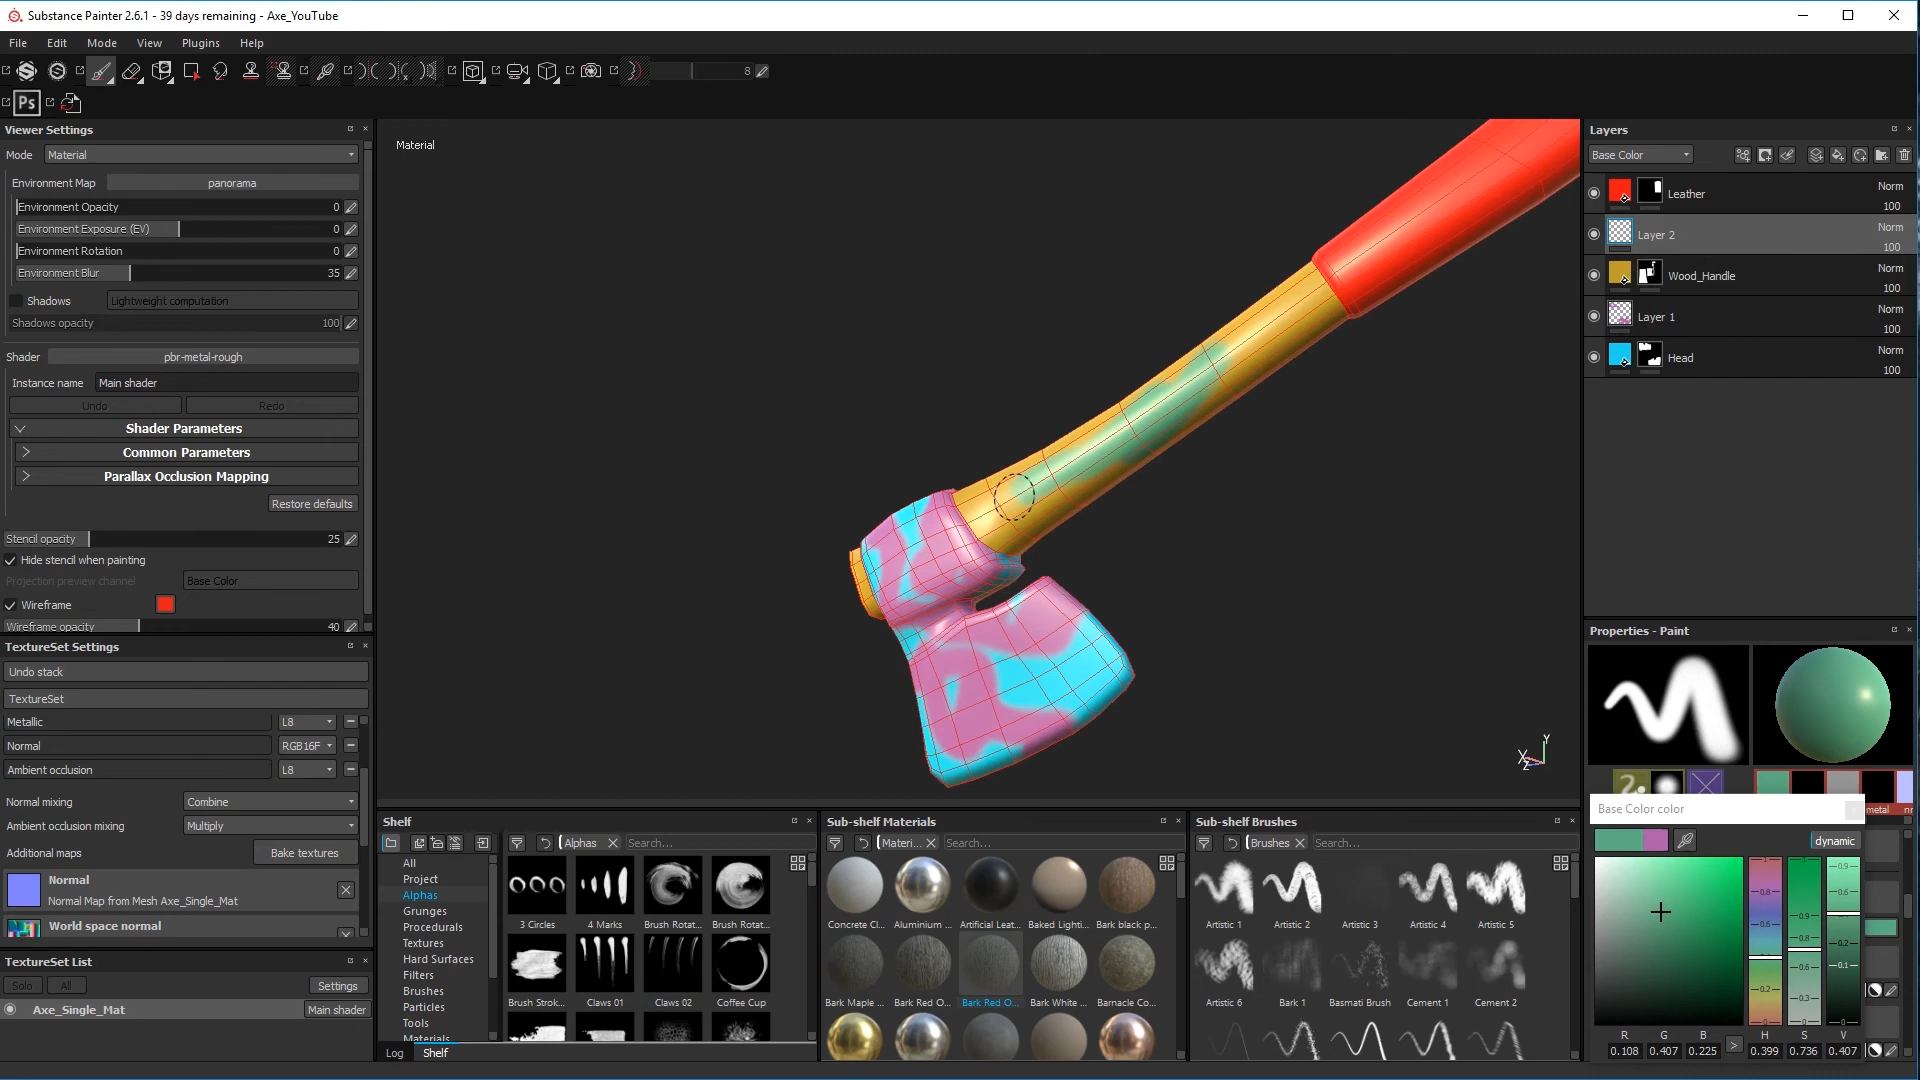 Substance Painter 2.6.1 - 39 days remaining - Axe_YouTube
File Edit Mode View Plugins Help
8
Ps
Viewer Settings
Mode Material
Environment Map panorama
Environment Opacity 0
Environment Exposure (EV) 0
Environment Rotation 0
Environment Blur 35
Shadows Lightweight computation
Shadows opacity 100
Shader pbr-metal-rough
Instance name Main shader
Undo Redo
Shader Parameters
Common Parameters
Parallax Occlusion Mapping
Restore defaults
Stencil opacity 25
Hide stencil when painting
Projection preview channel Base Color
Wireframe
Wireframe opacity 40
TextureSet Settings
Undo stack
TextureSet
Metallic L8
Normal RGB16F
Ambient occlusion L8
Normal mixing Combine
Ambient occlusion mixing Multiply
Additional maps Bake textures
Normal
Normal Map from Mesh Axe_Single_Mat
World space normal
TextureSet List
Solo All Settings
Axe_Single_Mat Main shader
Material
Y
X
Z
Shelf
Alphas Search...
All
Project
Alphas
Grunges
Procedurals
Textures
Hard Surfaces
Filters
Brushes
Particles
Tools
Materials
3 Circles 4 Marks Brush Rotat... Brush Rotat...
Brush Strok... Claws 01 Claws 02 Coffee Cup
Log Shelf
Sub-shelf Materials
Materi... Search...
Concrete Cl... Aluminium ... Artificial Leat... Baked Lighti... Bark black p...
Bark Maple ... Bark Red O... Bark Red O... Bark White ... Barnacle Co...
Sub-shelf Brushes
Brushes Search...
Artistic 1 Artistic 2 Artistic 3 Artistic 4 Artistic 5
Artistic 6 Bark 1 Basmati Brush Cement 1 Cement 2
Layers
Base Color
Leather Norm
100
Layer 2 Norm
100
Wood_Handle Norm
100
Layer 1 Norm
100
Head Norm
100
Properties - Paint
metal
Base Color color
dynamic
R G B H S V
0.108 0.407 0.225 > 0.399 0.736 0.407